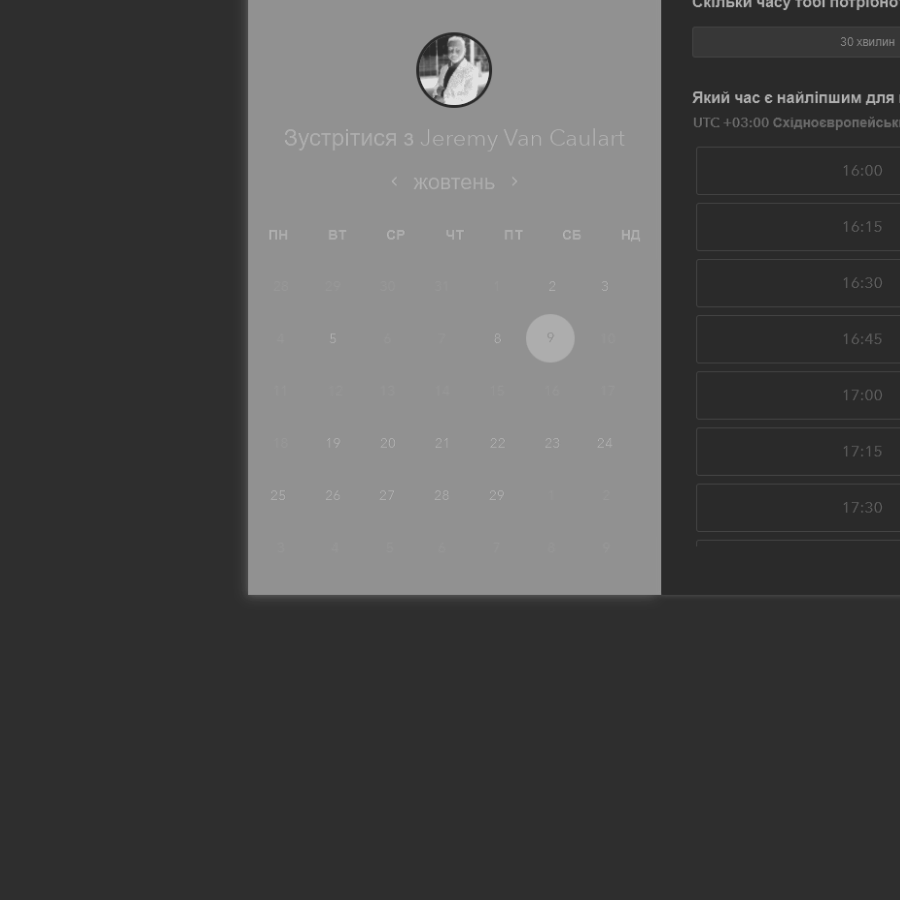 Скільки часу тобі потрібно
30 хвилин
Який час є найліпшим для
UTC +03:00 Східноєвропейськ
Зустрітися з Jeremy Van Caulart
‹ жовтень ›
ПН ВТ СР ЧТ ПТ СБ НД
28 29 30 31 1 2 3
4 5 6 7 8 9 10
11 12 13 14 15 16 17
18 19 20 21 22 23 24
25 26 27 28 29 1 2
3 4 5 6 7 8 9
16:00
16:15
16:30
16:45
17:00
17:15
17:30